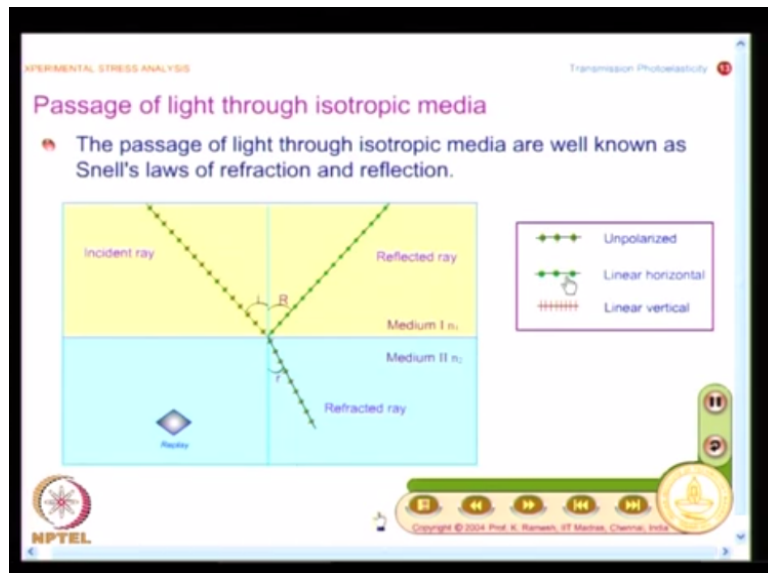 XPERIMENTAL STRESS ANALYSIS
Transmission Photoelasticity 13
Passage of light through isotropic media
The passage of light through isotropic media are well known as
Snell's laws of refraction and reflection.
Incident ray
Reflected ray
i R
Medium I n₁
Medium II n₂
r
Refracted ray
Replay
Unpolarized
Linear horizontal
Linear vertical
NPTEL
Copyright © 2004 Prof. K. Ramesh, IIT Madras, Chennai, India